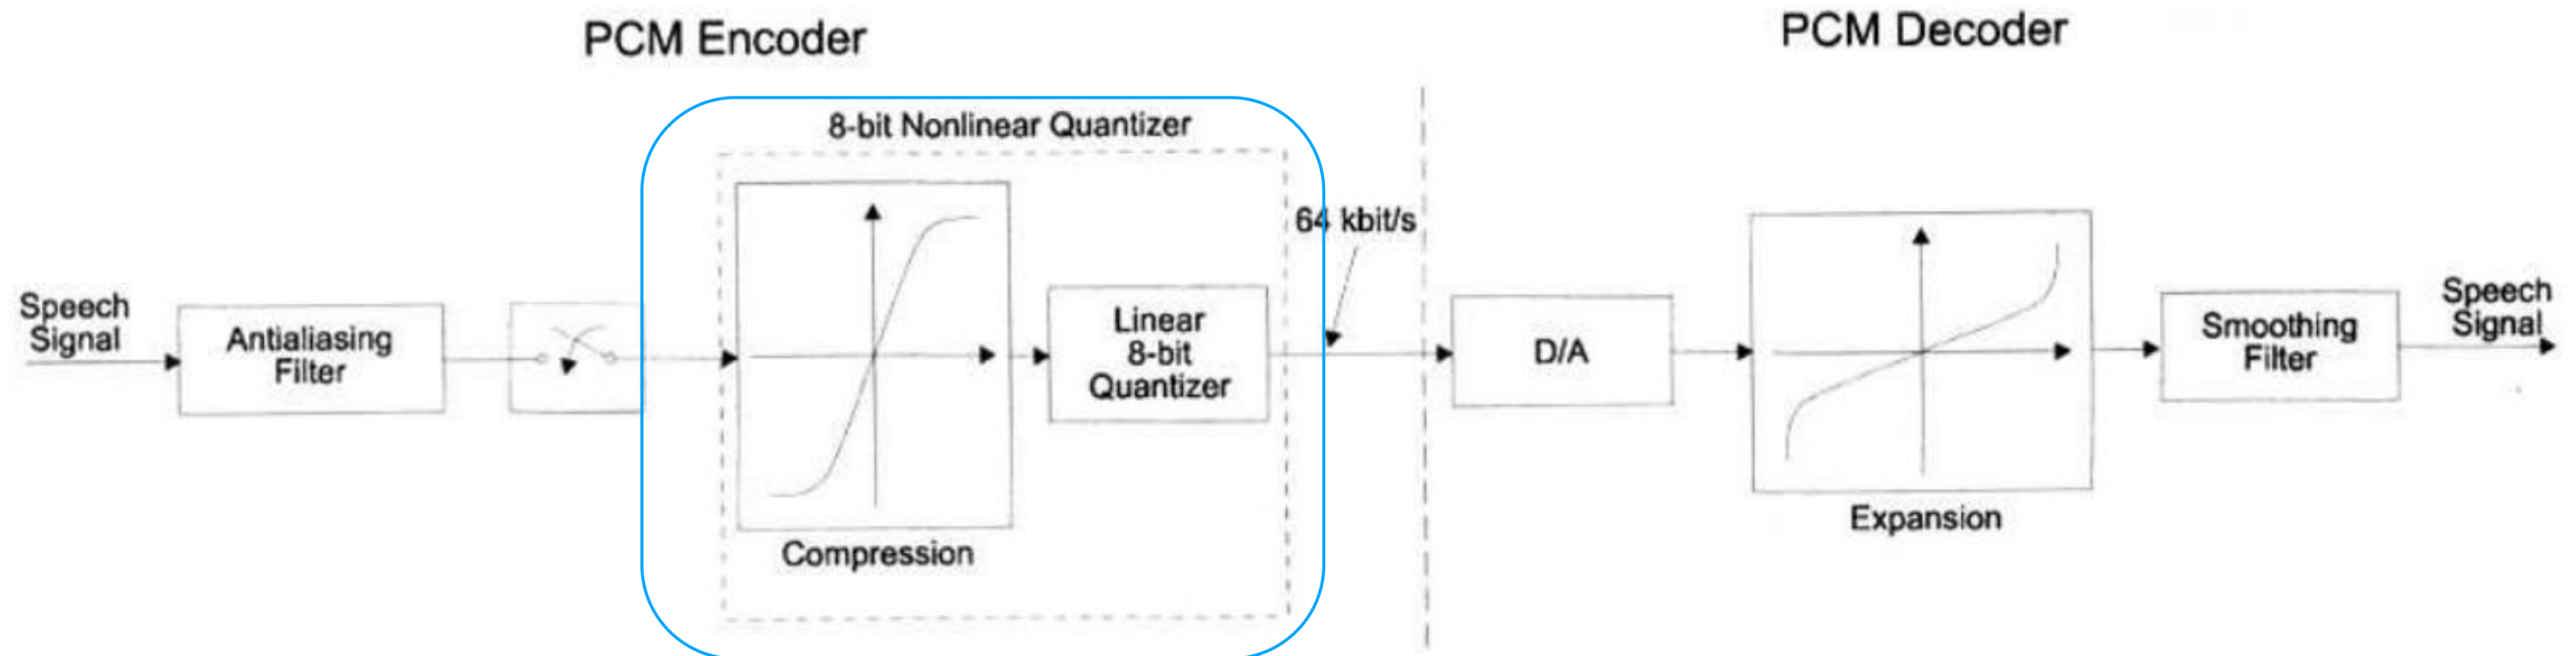 PCM Encoder
PCM Decoder
8-bit Nonlinear Quantizer
64 kbit/s
Speech
Signal
Antialiasing
Filter
Linear
8-bit
Quantizer
Compression
D/A
Expansion
Smoothing
Filter
Speech
Signal